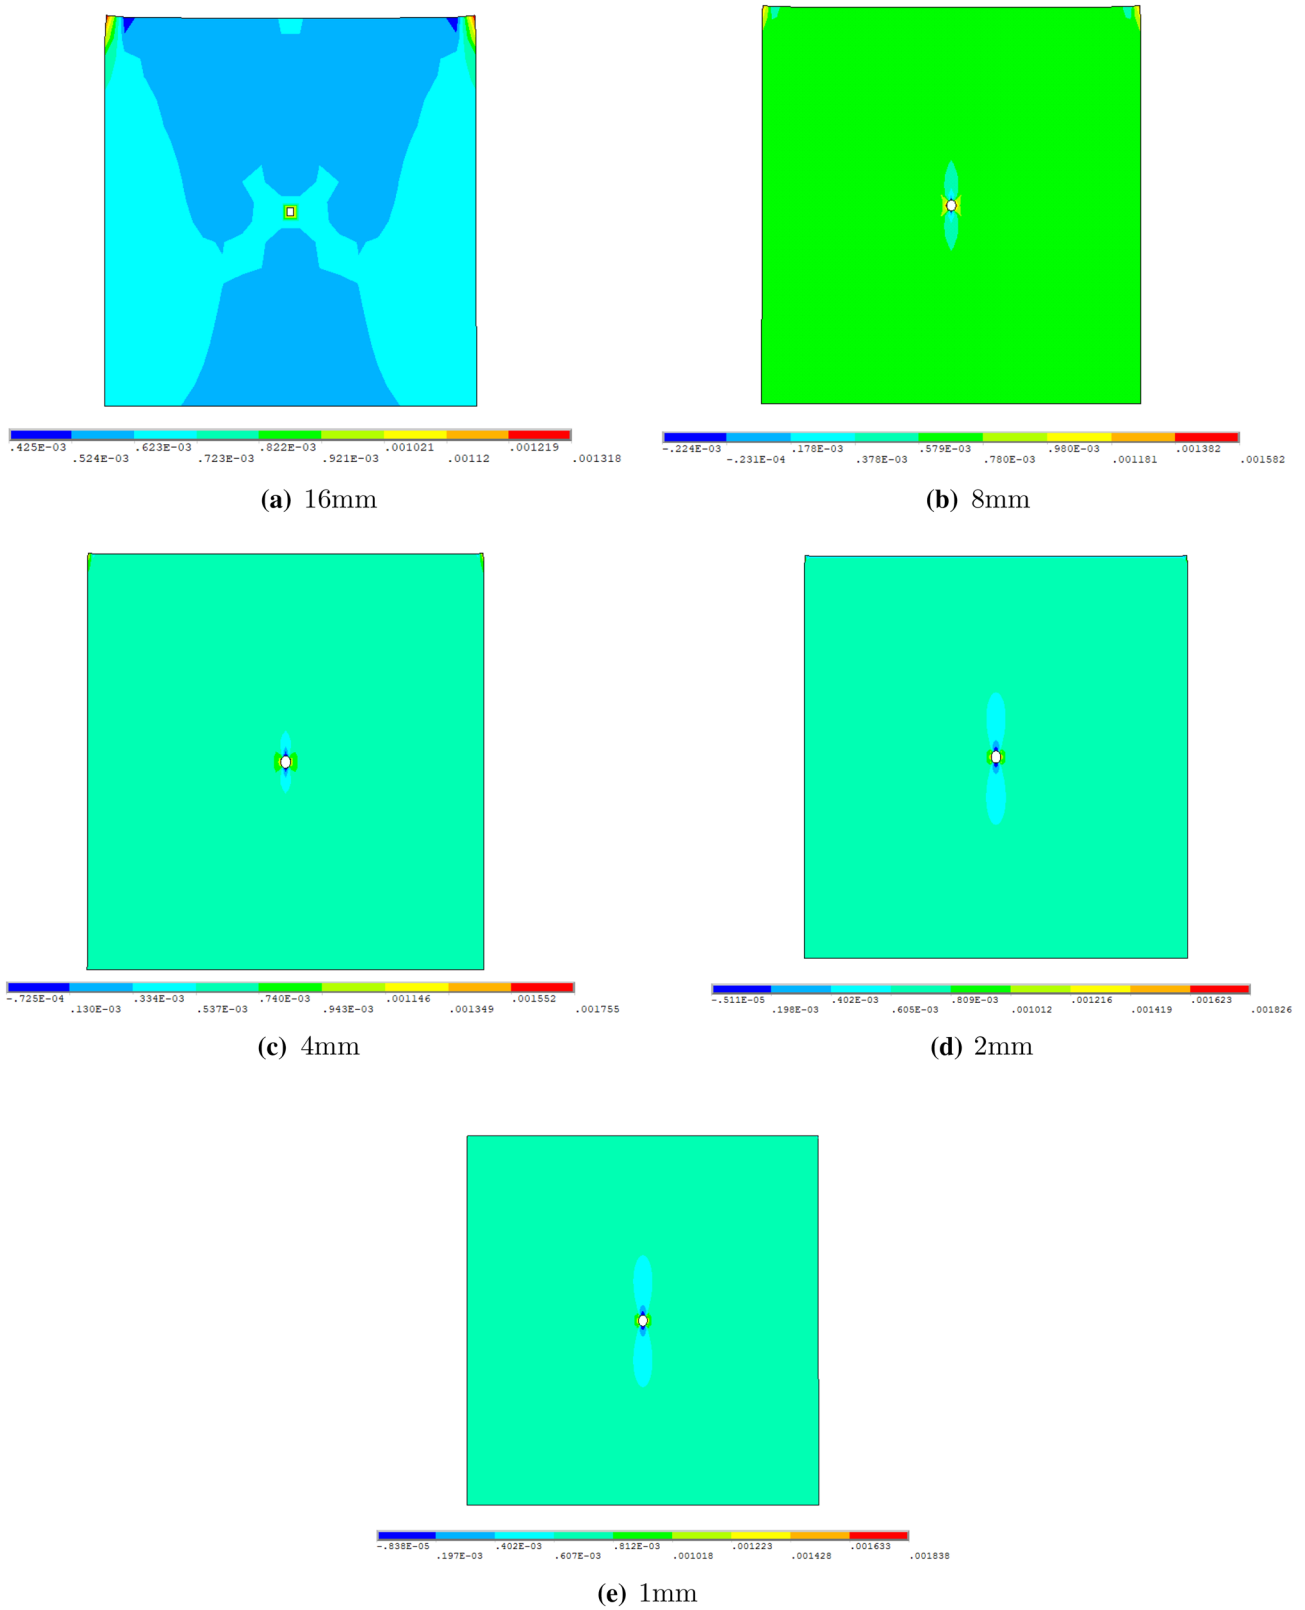 .425E-03 .623E-03 .822E-03 .001021 .001219
.524E-03 .723E-03 .921E-03 .00112 .001318
(a) 16mm
-.224E-03 .178E-03 .579E-03 .980E-03 .001382
-.231E-04 .378E-03 .780E-03 .001181 .001582
(b) 8mm
-.725E-04 .334E-03 .740E-03 .001146 .001552
.130E-03 .537E-03 .943E-03 .001349 .001755
(c) 4mm
-.511E-05 .402E-03 .809E-03 .001216 .001623
.198E-03 .605E-03 .001012 .001419 .001826
(d) 2mm
-.838E-05 .402E-03 .812E-03 .001223 .001633
.197E-03 .607E-03 .001018 .001428 .001838
(e) 1mm